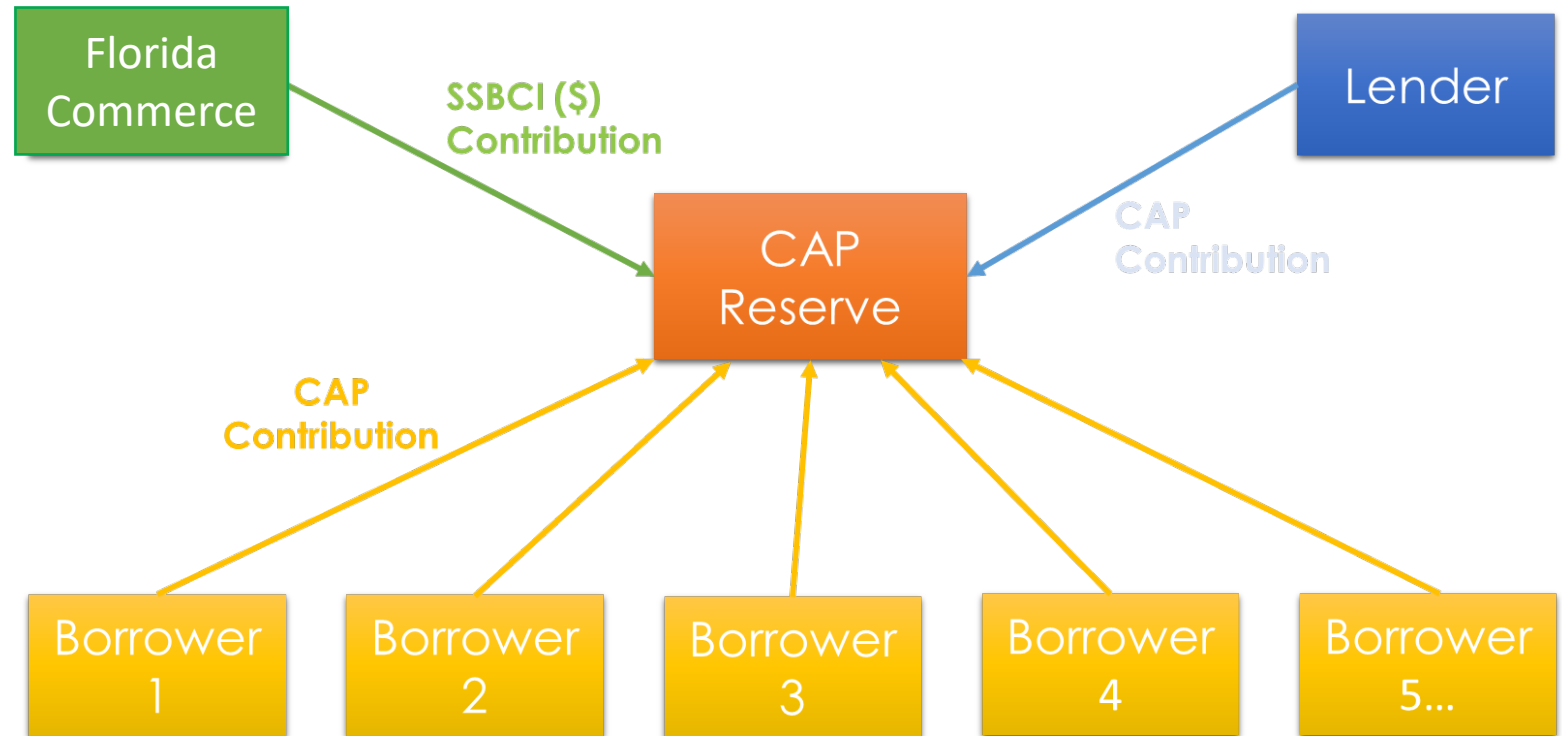 Florida
Commerce
SSBCI ($)
Contribution
Lender
CAP
Contribution
CAP
Reserve
CAP
Contribution
Borrower
1
Borrower
2
Borrower
3
Borrower
4
Borrower
5...